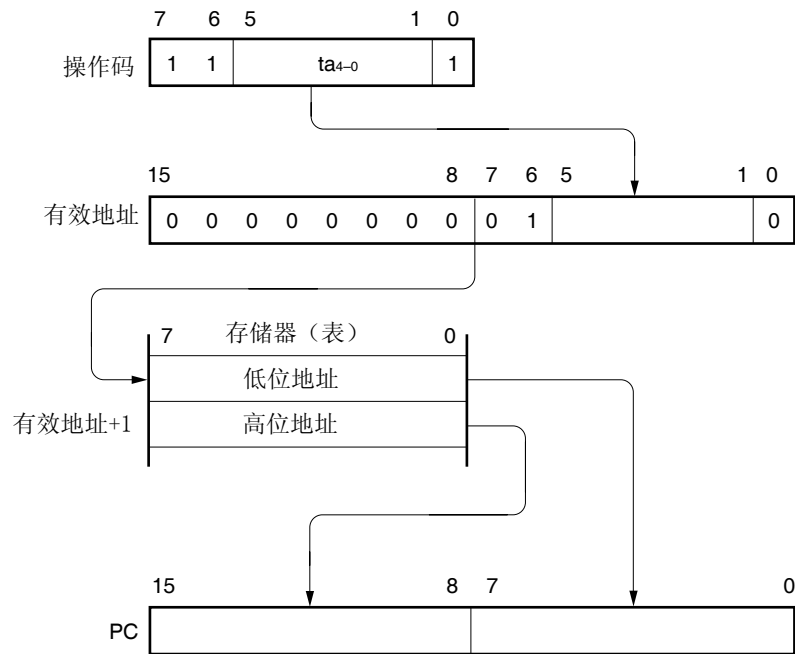 7 6 5 1 0
操作码 1 1 ta4–0 1
15 8 7 6 5 1 0
有效地址 0 0 0 0 0 0 0 0 0 1 0
7 存储器（表） 0
低位地址
有效地址+1 高位地址
15 8 7 0
PC